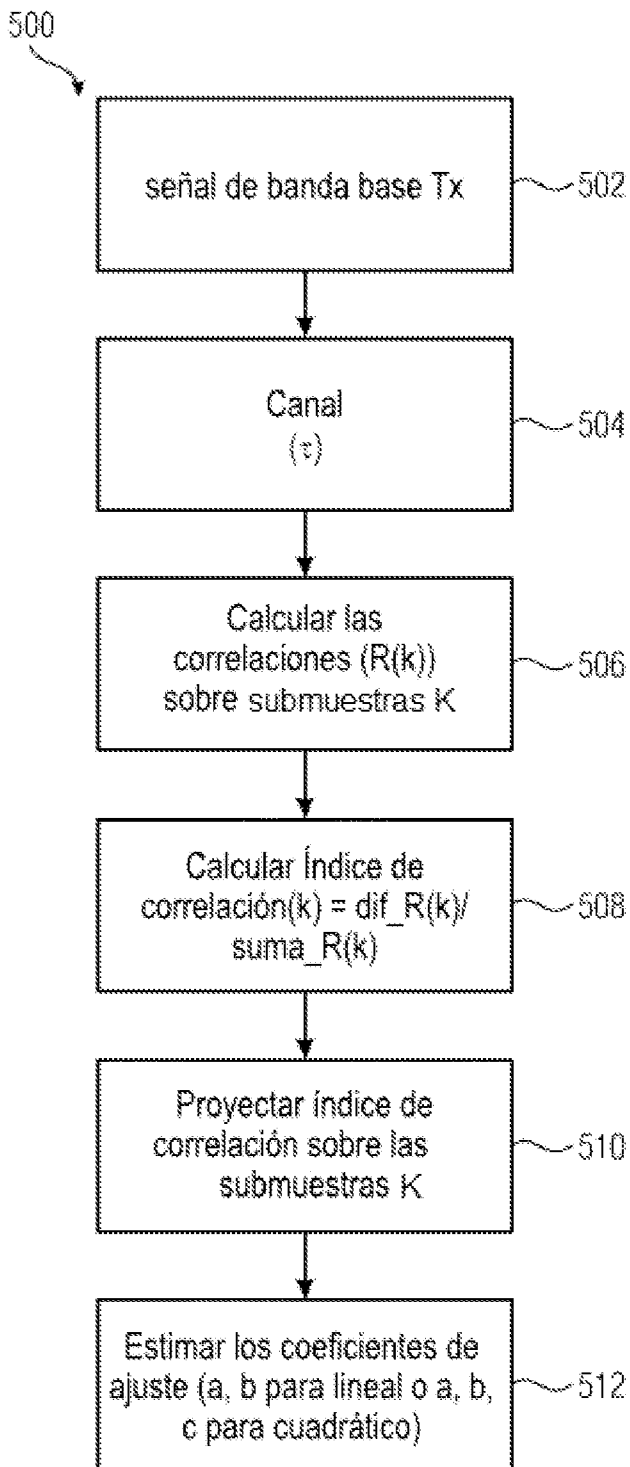 500
señal de banda base Tx
502
Canal
(τ)
504
Calcular las
correlaciones (R(k))
sobre submuestras K
506
Calcular Índice de
correlación(k) = dif_R(k)/
suma_R(k)
508
Proyectar índice de
correlación sobre las
submuestras K
510
Estimar los coeficientes de
ajuste (a, b para lineal o a, b,
c para cuadrático)
512